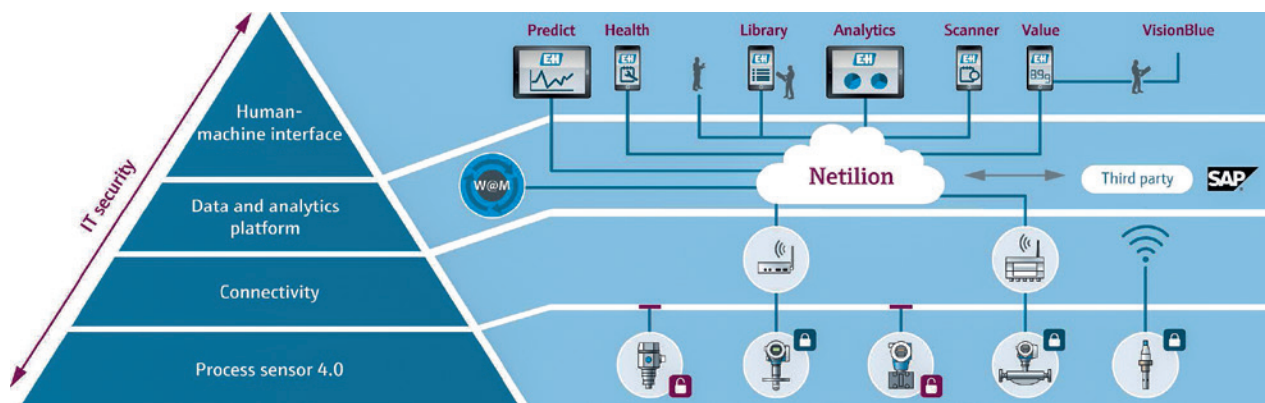 Predict
Health
Library
Analytics
Scanner
Value
VisionBlue
E+H
E+H
E+H
E+H
E+H
E+H
89g
Human-
machine interface
IT security
W@M
Netilion
Third party
SAP
Data and analytics
platform
Connectivity
Process sensor 4.0